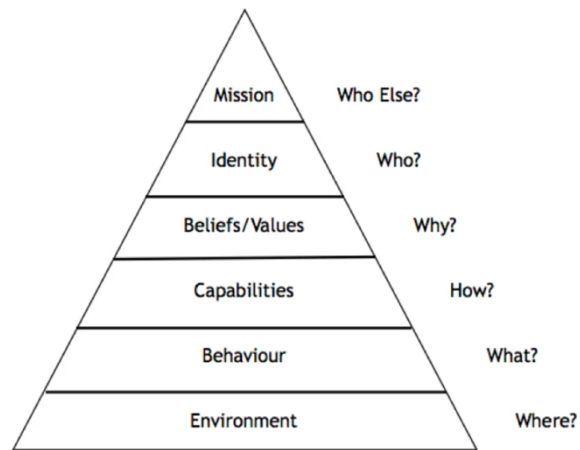 Mission Who Else?
Identity Who?
Beliefs/Values Why?
Capabilities How?
Behaviour What?
Environment Where?